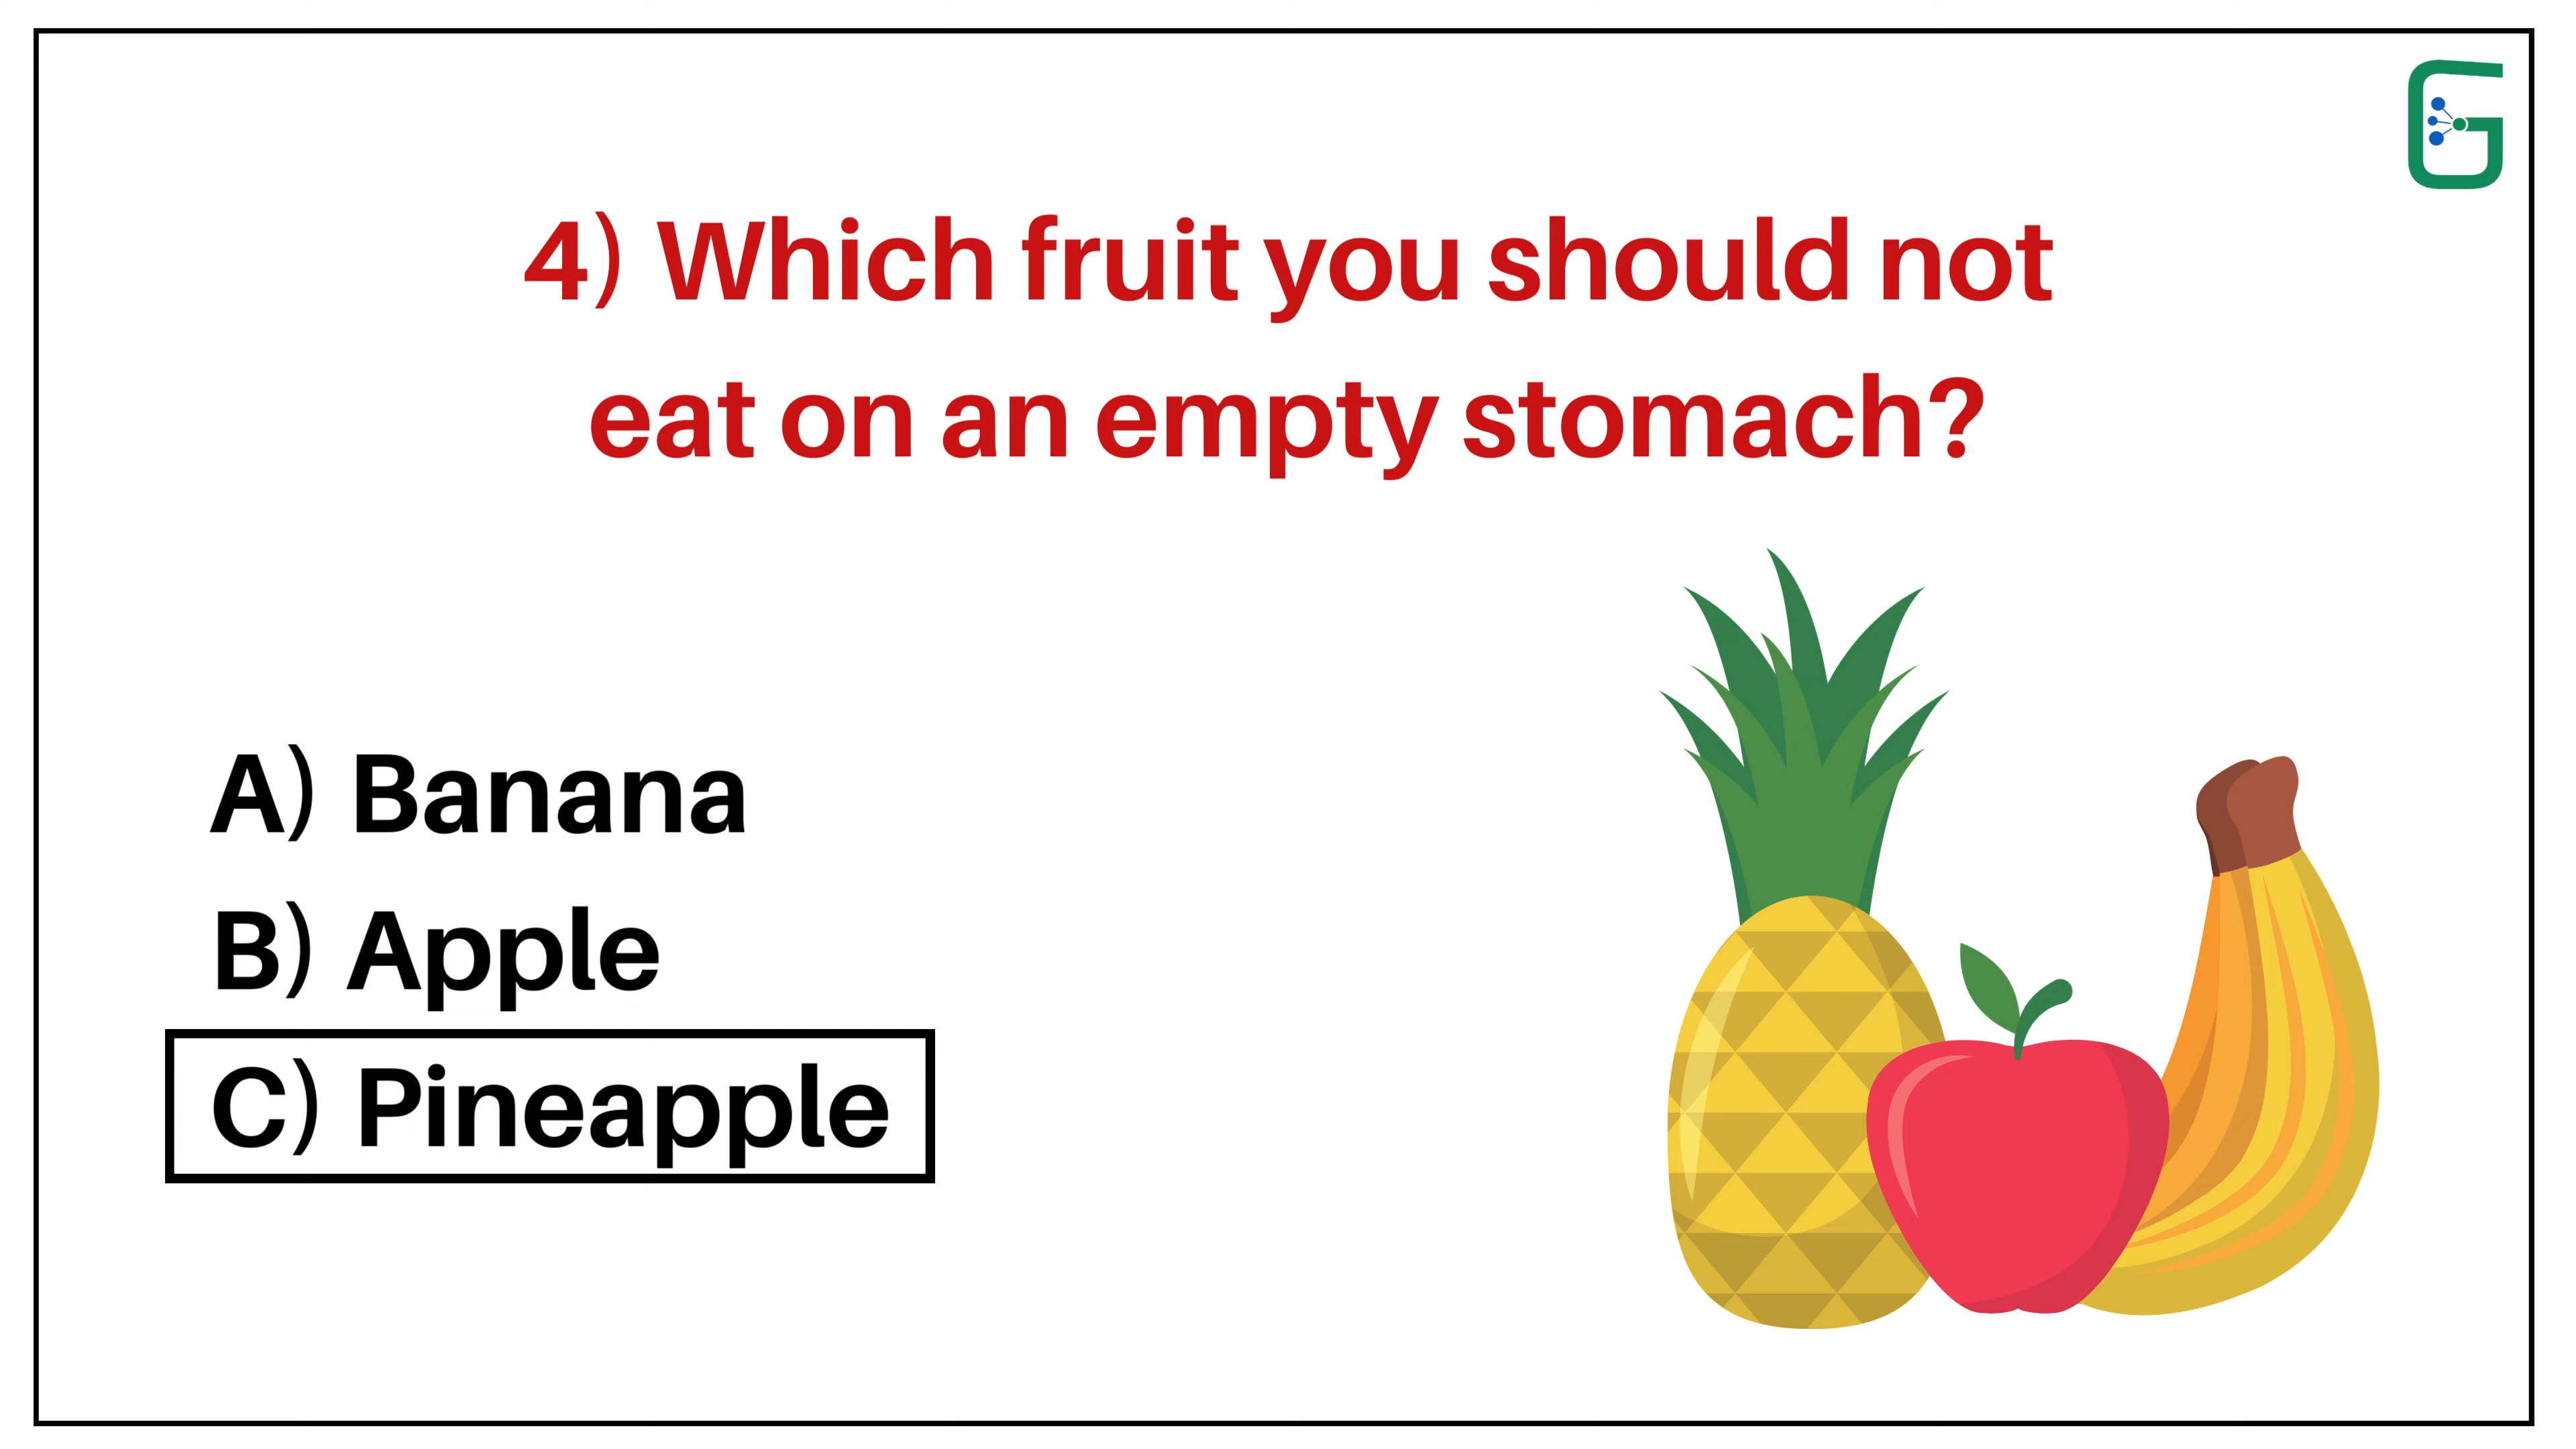 4) Which fruit you should not
eat on an empty stomach?
A) Banana
B) Apple
C) Pineapple